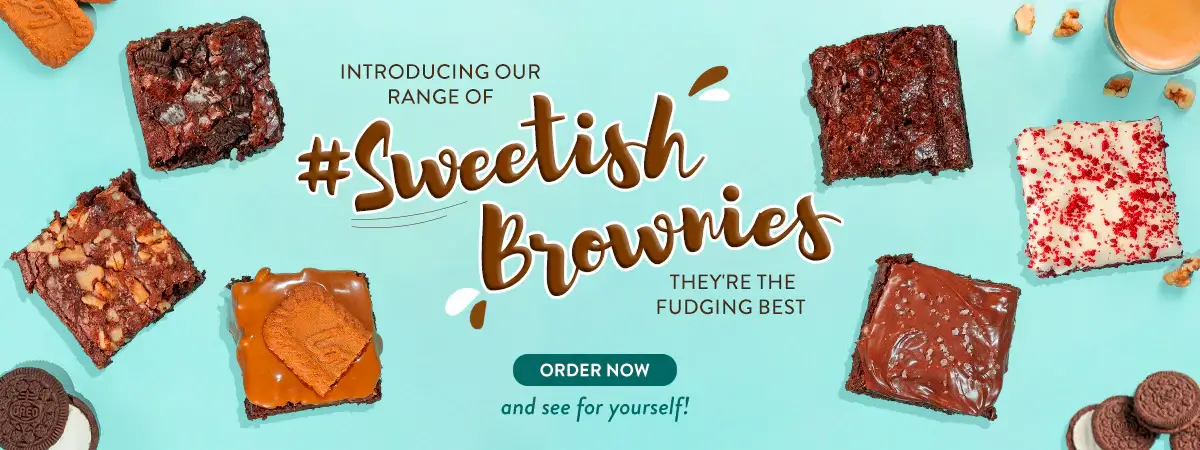 INTRODUCING OUR
RANGE OF
#Sweetish
Brownies
THEY'RE THE
FUDGING BEST
ORDER NOW
and see for yourself!